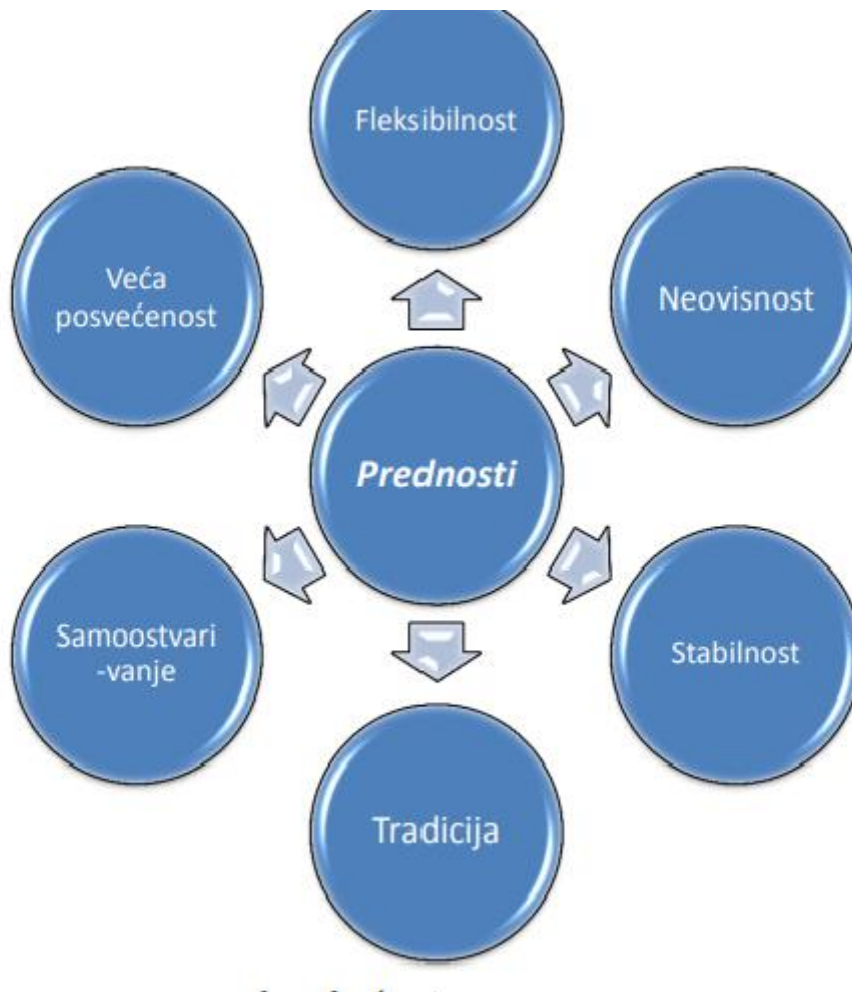 Fleksibilnost
Veća
posvećenost
Neovisnost
Prednosti
Samoostvari
-vanje
Stabilnost
Tradicija